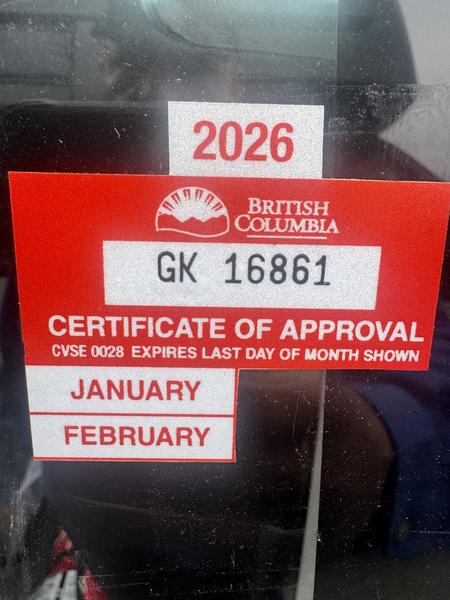 2026
BRITISH
COLUMBIA
GK 16861
CERTIFICATE OF APPROVAL
CVSE 0028 EXPIRES LAST DAY OF MONTH SHOWN
JANUARY
FEBRUARY